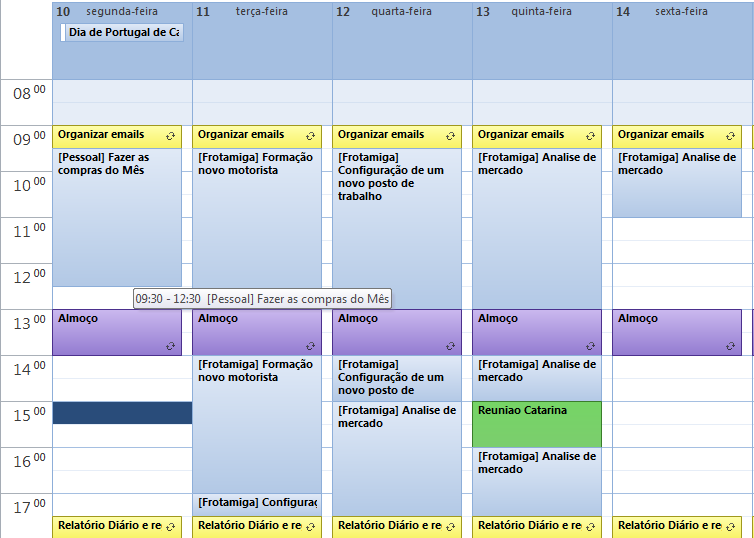 10 segunda-feira
11 terça-feira
12 quarta-feira
13 quinta-feira
14 sexta-feira
Dia de Portugal de Ca
08 00
09 00
10 00
11 00
12 00
13 00
14 00
15 00
16 00
17 00
Organizar emails
[Pessoal] Fazer as
compras do Mês
09:30 - 12:30 [Pessoal] Fazer as compras do Mês
Almoço
Relatório Diário e re
Organizar emails
[Frotamiga] Formação
novo motorista
Almoço
[Frotamiga] Formação
novo motorista
[Frotamiga] Configuraç
Relatório Diário e re
Organizar emails
[Frotamiga]
Configuração de um
novo posto de
trabalho
Almoço
[Frotamiga]
Configuração de um
novo posto de
[Frotamiga] Analise de
mercado
Relatório Diário e re
Organizar emails
[Frotamiga] Analise de
mercado
Almoço
[Frotamiga] Analise de
mercado
Reuniao Catarina
[Frotamiga] Analise de
mercado
Relatório Diário e re
Organizar emails
[Frotamiga] Analise de
mercado
Almoço
Relatório Diário e re